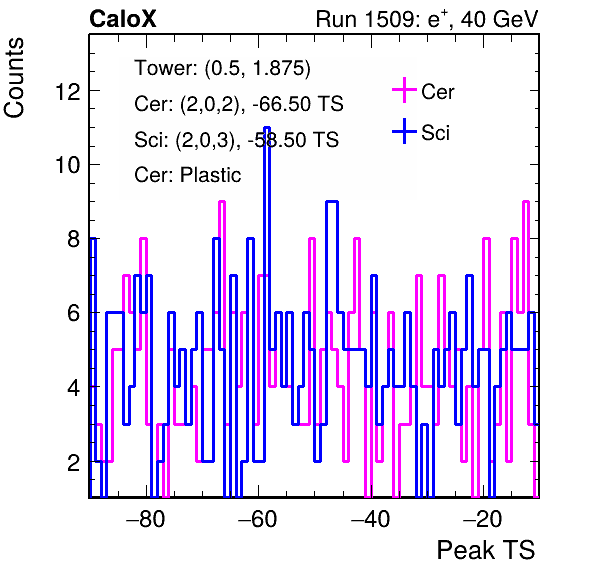 CaloX Run 1509: e⁺, 40 GeV
Counts
Tower: (0.5, 1.875)
Cer: (2,0,2), -66.50 TS
Sci: (2,0,3), -58.50 TS
Cer: Plastic
Cer
Sci
12
10
8
6
4
2
−80 −60 −40 −20
Peak TS